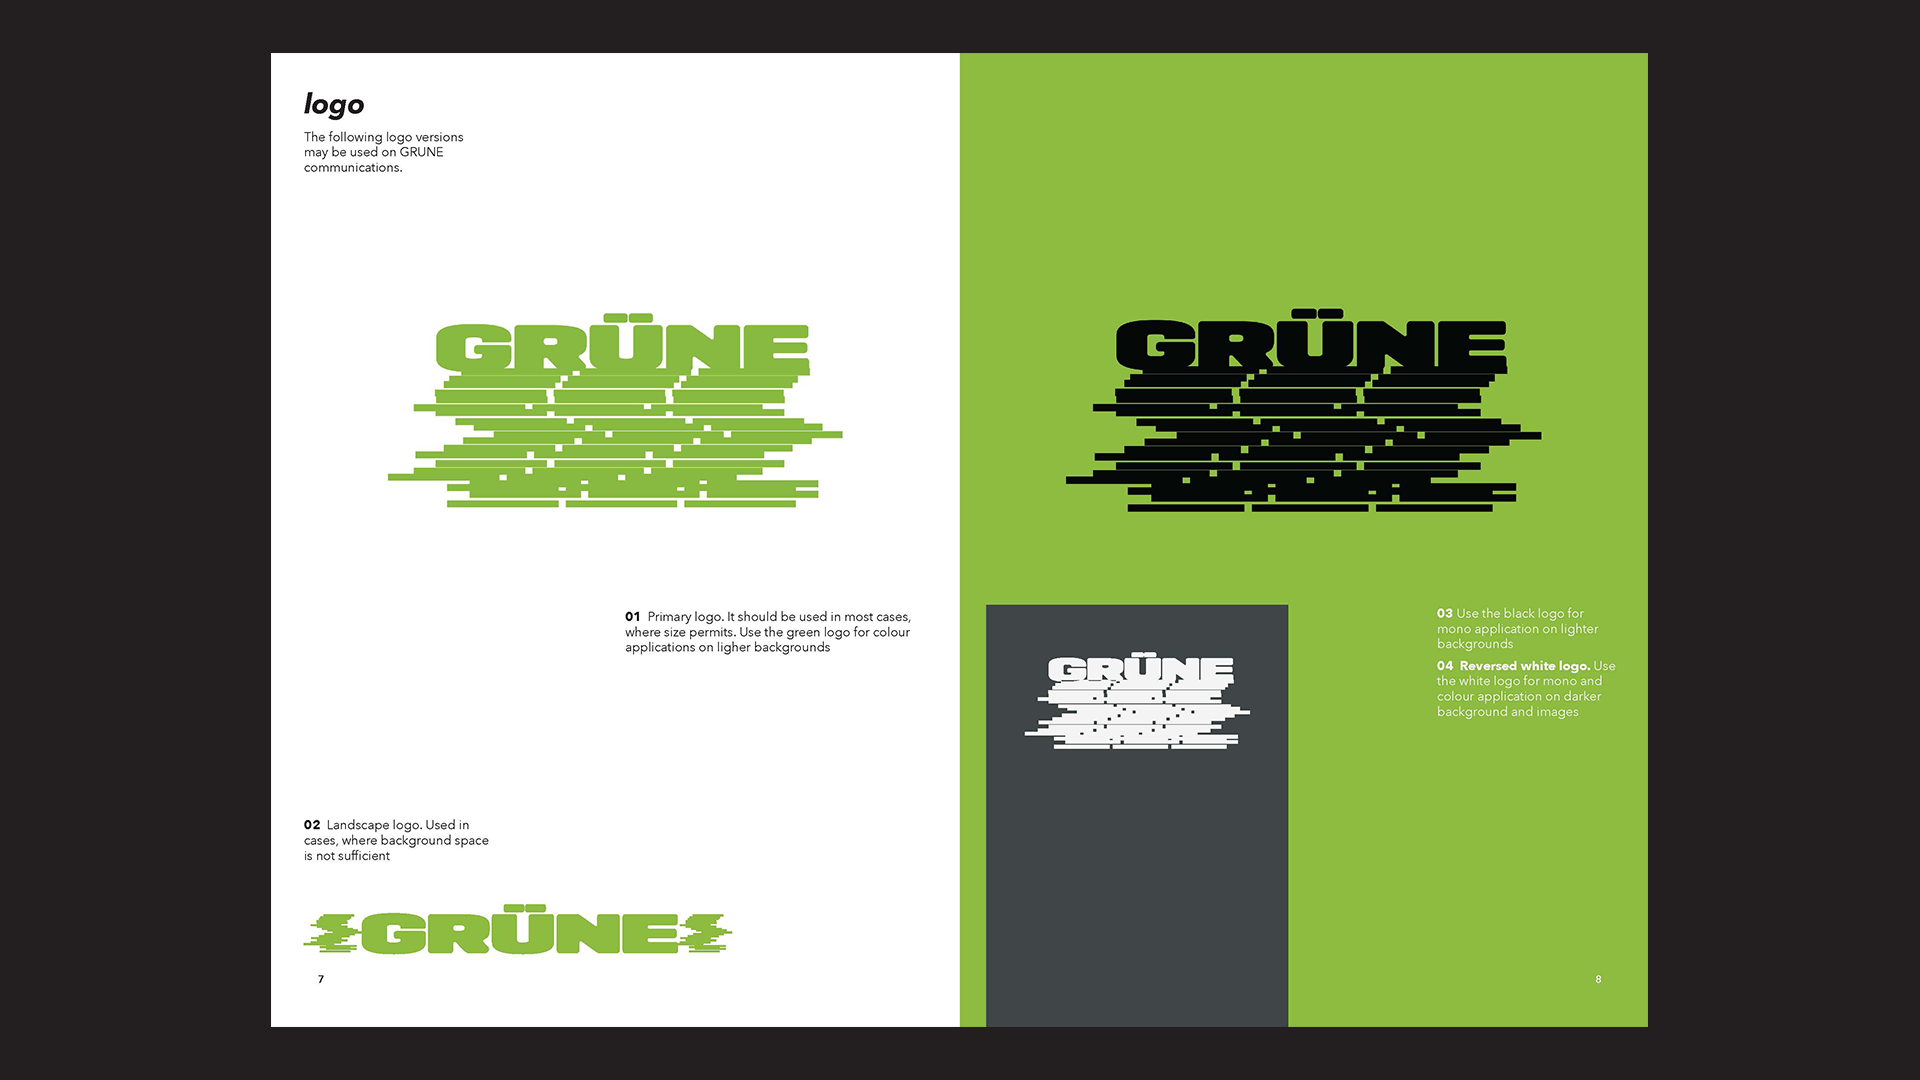 logo
The following logo versions
may be used on GRUNE
communications.
GRÜNE
01 Primary logo. It should be used in most cases,
where size permits. Use the green logo for colour
applications on ligher backgrounds
02 Landscape logo. Used in
cases, where background space
is not sufficient
GRÜNE
7
GRÜNE
GRÜNE
03 Use the black logo for
mono application on lighter
backgrounds
04 Reversed white logo. Use
the white logo for mono and
colour application on darker
background and images
8